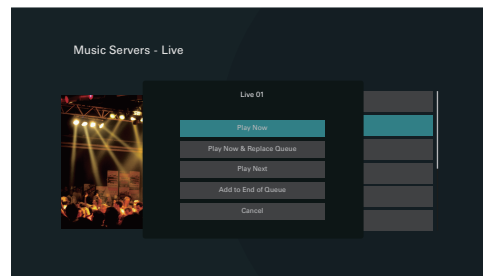 Music Servers - Live
Live 01
Play Now
Play Now & Replace Queue
Play Next
Add to End of Queue
Cancel